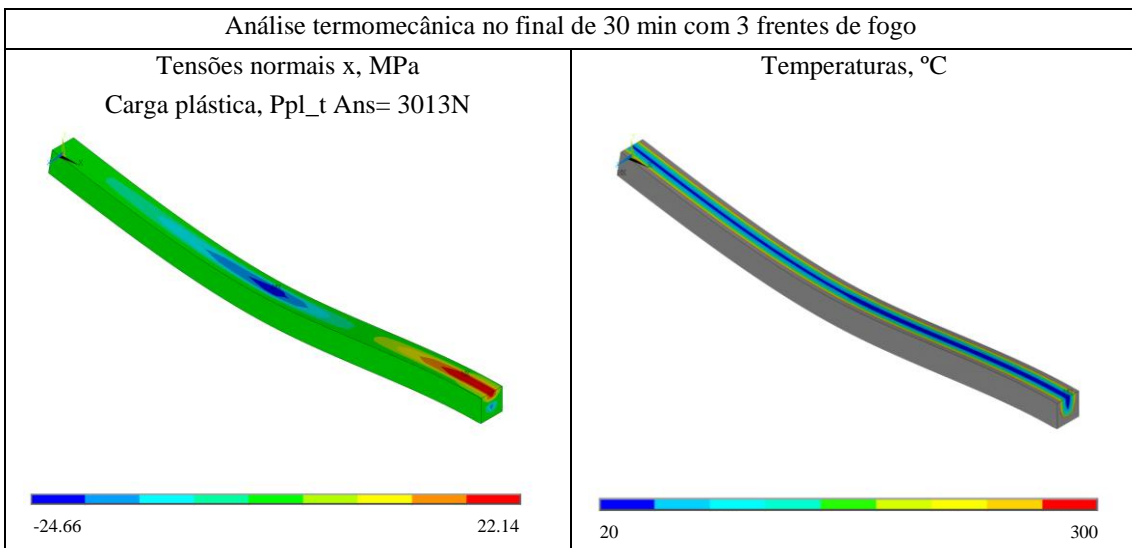 Análise termomecânica no final de 30 min com 3 frentes de fogo
Tensões normais x, MPa
Carga plástica, Ppl_t Ans= 3013N
Temperaturas, ºC
-24.66
22.14
20
300